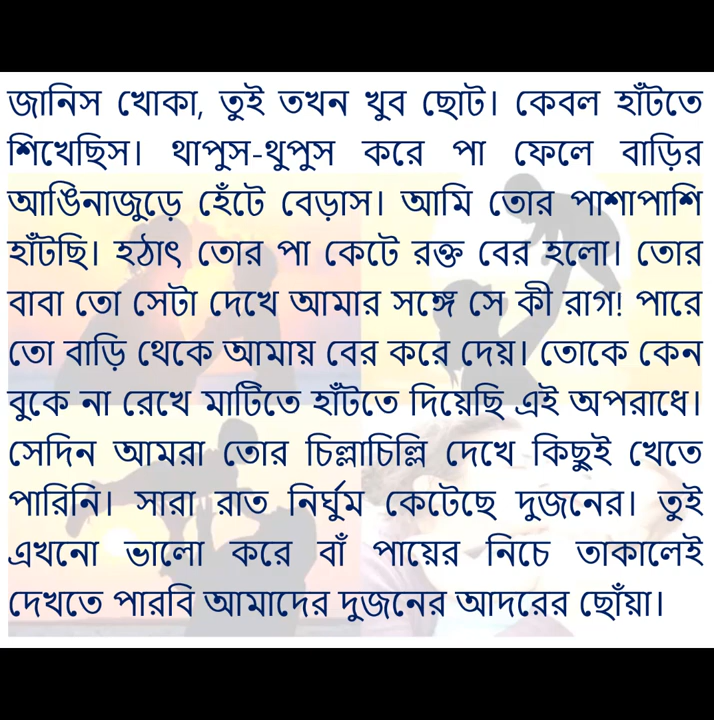 জানিস খোকা, তুই তখন খুব ছোট। কেবল হাঁটতে
শিখেছিস। থাপুস-থুপুস করে পা ফেলে বাড়ির
আঙিনাজুড়ে হেঁটে বেড়াস। আমি তোর পাশাপাশি
হাঁটছি। হঠাৎ তোর পা কেটে রক্ত বের হলো। তোর
বাবা তো সেটা দেখে আমার সঙ্গে সে কী রাগ! পারে
তো বাড়ি থেকে আমায় বের করে দেয়। তোকে কেন
বুকে না রেখে মাটিতে হাঁটতে দিয়েছি এই অপরাধে।
সেদিন আমরা তোর চিল্লাচিল্লি দেখে কিছুই খেতে
পারিনি। সারা রাত নির্ঘুম কেটেছে দুজনের। তুই
এখনো ভালো করে বাঁ পায়ের নিচে তাকালেই
দেখতে পারবি আমাদের দুজনের আদরের ছোঁয়া।